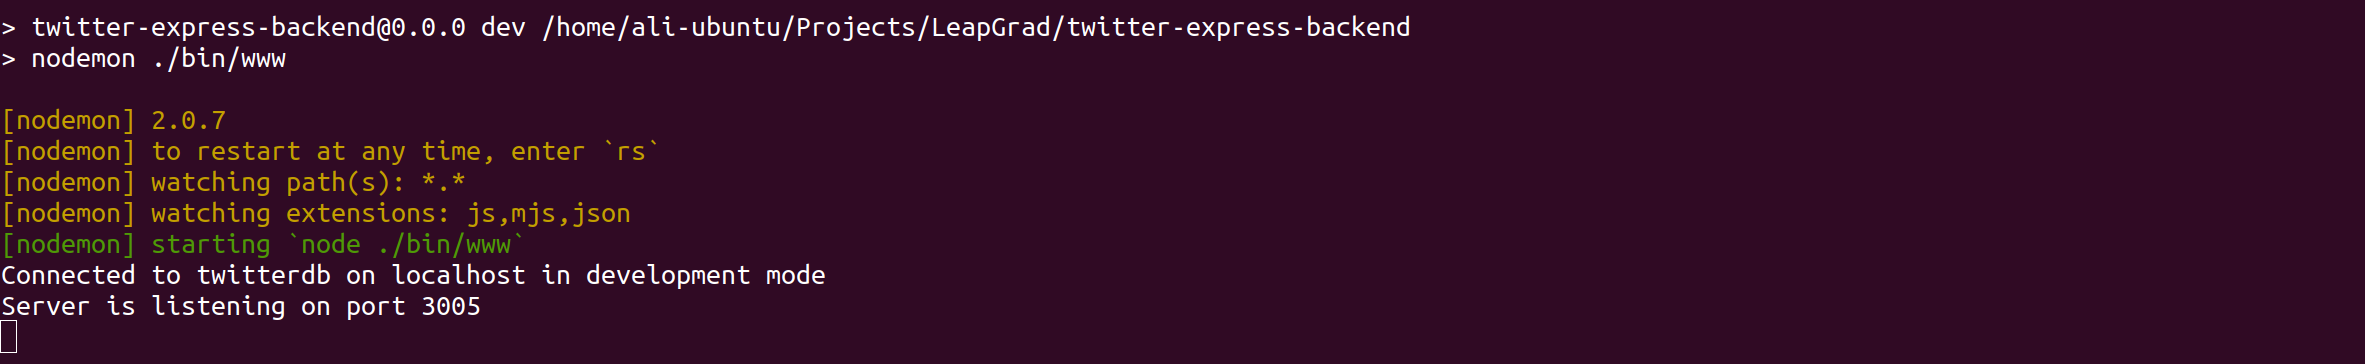 > twitter-express-backend@0.0.0 dev /home/ali-ubuntu/Projects/LeapGrad/twitter-express-backend
> nodemon ./bin/www
[nodemon] 2.0.7
[nodemon] to restart at any time, enter `rs`
[nodemon] watching path(s): *.*
[nodemon] watching extensions: js,mjs,json
[nodemon] starting `node ./bin/www`
Connected to twitterdb on localhost in development mode
Server is listening on port 3005